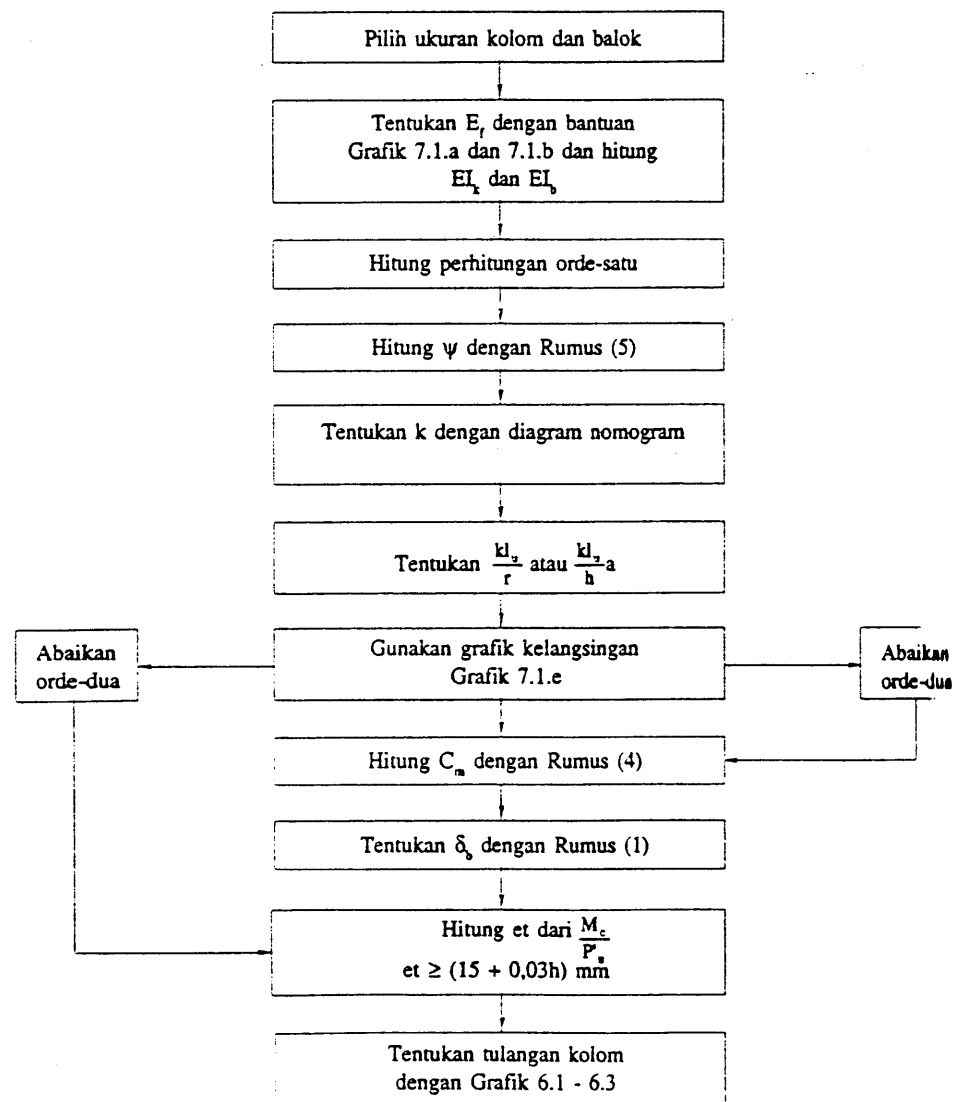 Pilih ukuran kolom dan balok
Tentukan E_r dengan bantuan
Grafik 7.1.a dan 7.1.b dan hitung
EI_k dan EI_b
Hitung perhitungan orde-satu
Hitung ψ dengan Rumus (5)
Tentukan k dengan diagram nomogram
Tentukan kl_u/r atau kl_u/h a
Abaikan
orde-dua
Gunakan grafik kelangsingan
Grafik 7.1.e
Abaikan
orde-dua
Hitung C_m dengan Rumus (4)
Tentukan δ_b dengan Rumus (1)
Hitung et dari M_c/P'_u
et ≥ (15 + 0,03h) mm
Tentukan tulangan kolom
dengan Grafik 6.1 - 6.3